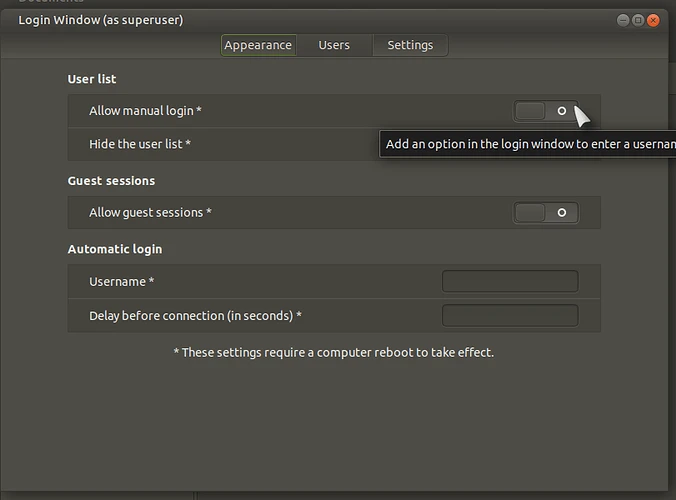 Documents
Login Window (as superuser)
Appearance Users Settings
User list
Allow manual login *
Hide the user list *
Add an option in the login window to enter a usernam
Guest sessions
Allow guest sessions *
Automatic login
Username *
Delay before connection (in seconds) *
* These settings require a computer reboot to take effect.